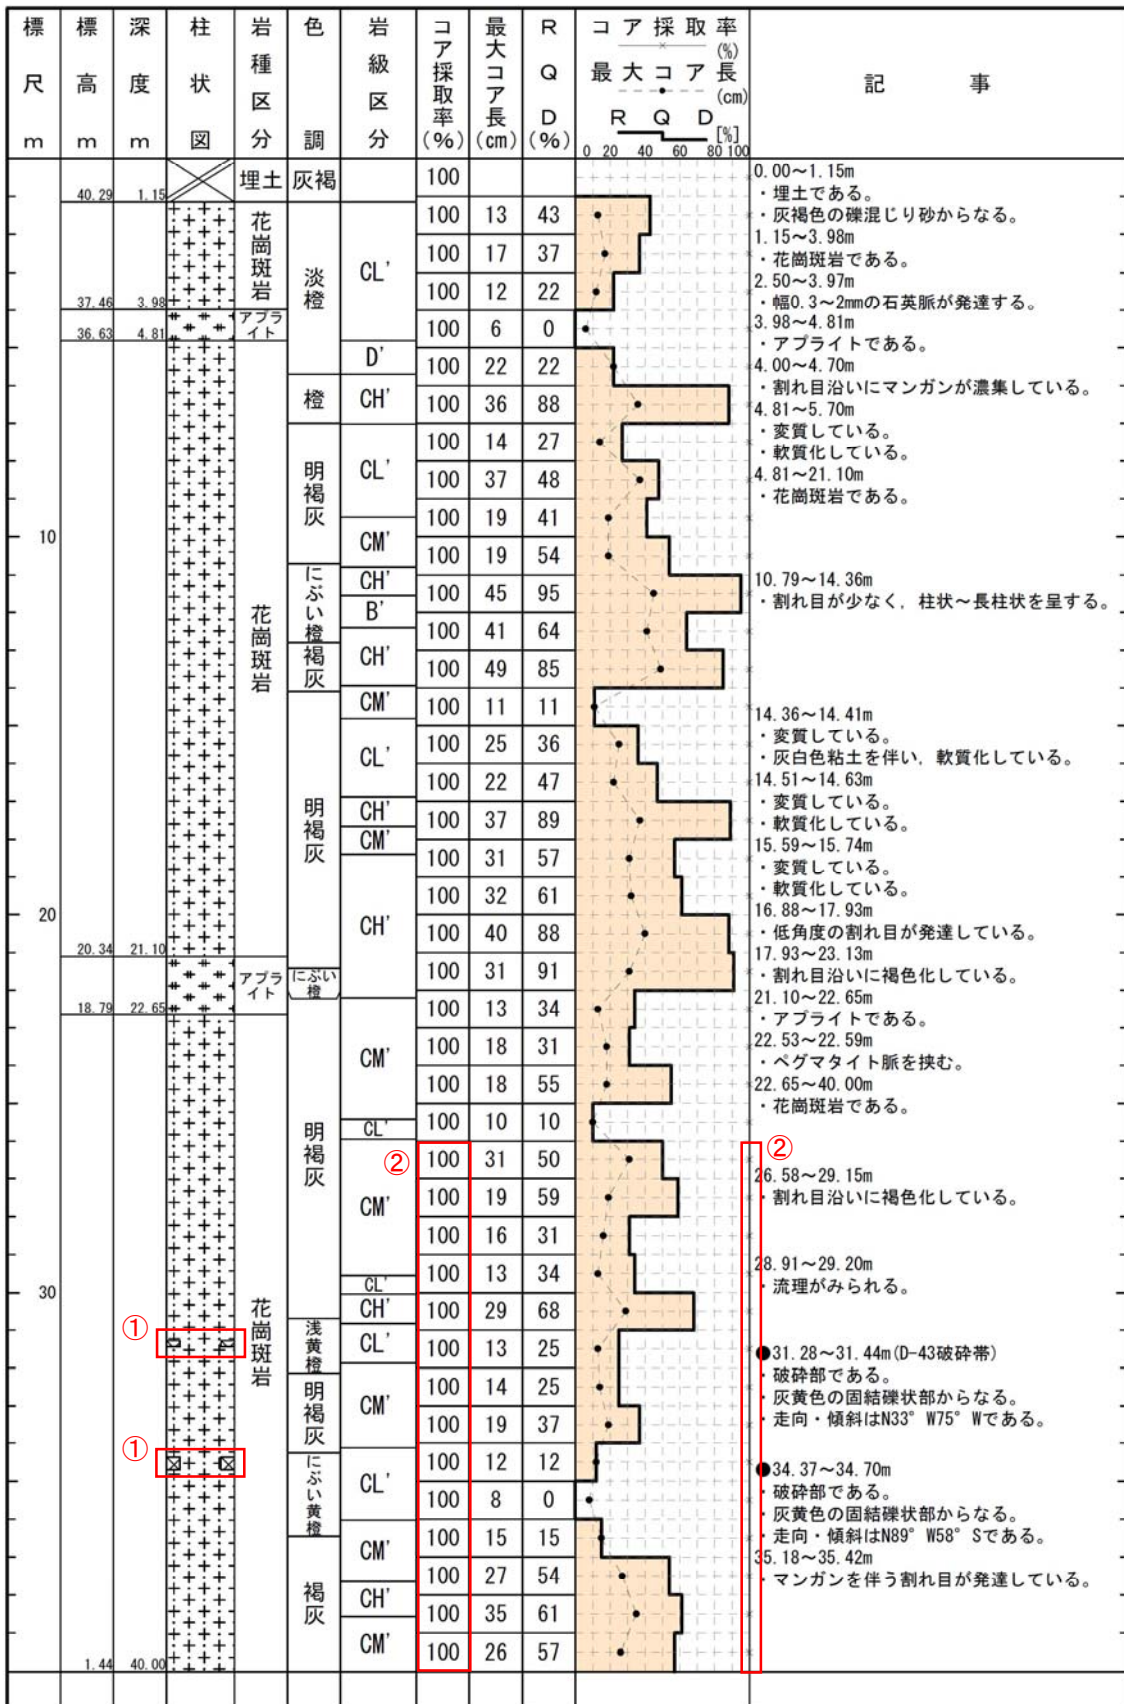 標尺 m
標高 m
深度 m
柱状図
岩種区分
色調
岩級区分
コア採取率(%)
最大コア長(cm)
RQD(%)
コア採取率(%)
最大コア長(cm)
RQD[%]
0 20 40 60 80 100
記事
10
20
30
40.29 1.15
37.46 3.98
36.63 4.81
20.34 21.10
18.79 22.65
1.44 40.00
①
①
埋土
花崗斑岩
アプライト
花崗斑岩
アプライト
花崗斑岩
灰褐
淡橙
橙
明褐灰
にぶい橙
褐灰
明褐灰
にぶい橙
明褐灰
浅黄橙
明褐灰
にぶい黄橙
褐灰
CL'
D'
CH'
CL'
CM'
CH'
B'
CH'
CM'
CL'
CH'
CM'
CH'
CM'
CL'
CM'
CL'
CH'
CL'
CM'
CL'
CM'
CH'
CM'
②
100
100 13 43
100 17 37
100 12 22
100 6 0
100 22 22
100 36 88
100 14 27
100 37 48
100 19 41
100 19 54
100 45 95
100 41 64
100 49 85
100 11 11
100 25 36
100 22 47
100 37 89
100 31 57
100 32 61
100 40 88
100 31 91
100 13 34
100 18 31
100 18 55
100 10 10
100 31 50
100 19 59
100 16 31
100 13 34
100 29 68
100 13 25
100 14 25
100 19 37
100 12 12
100 8 0
100 15 15
100 27 54
100 35 61
100 26 57
②
0.00～1.15m
・埋土である。
・灰褐色の礫混じり砂からなる。
1.15～3.98m
・花崗斑岩である。
2.50～3.97m
・幅0.3～2mmの石英脈が発達する。
3.98～4.81m
・アプライトである。
4.00～4.70m
・割れ目沿いにマンガンが濃集している。
4.81～5.70m
・変質している。
・軟質化している。
4.81～21.10m
・花崗斑岩である。
10.79～14.36m
・割れ目が少なく，柱状～長柱状を呈する。
14.36～14.41m
・変質している。
・灰白色粘土を伴い，軟質化している。
14.51～14.63m
・変質している。
・軟質化している。
15.59～15.74m
・変質している。
・軟質化している。
16.88～17.93m
・低角度の割れ目が発達している。
17.93～23.13m
・割れ目沿いに褐色化している。
21.10～22.65m
・アプライトである。
22.53～22.59m
・ペグマタイト脈を挟む。
22.65～40.00m
・花崗斑岩である。
26.58～29.15m
・割れ目沿いに褐色化している。
28.91～29.20m
・流理がみられる。
●31.28～31.44m(D-43破砕帯)
・破砕部である。
・灰黄色の固結礫状部からなる。
・走向・傾斜はN33°W75°Wである。
●34.37～34.70m
・破砕部である。
・灰黄色の固結礫状部からなる。
・走向・傾斜はN89°W58°Sである。
35.18～35.42m
・マンガンを伴う割れ目が発達している。